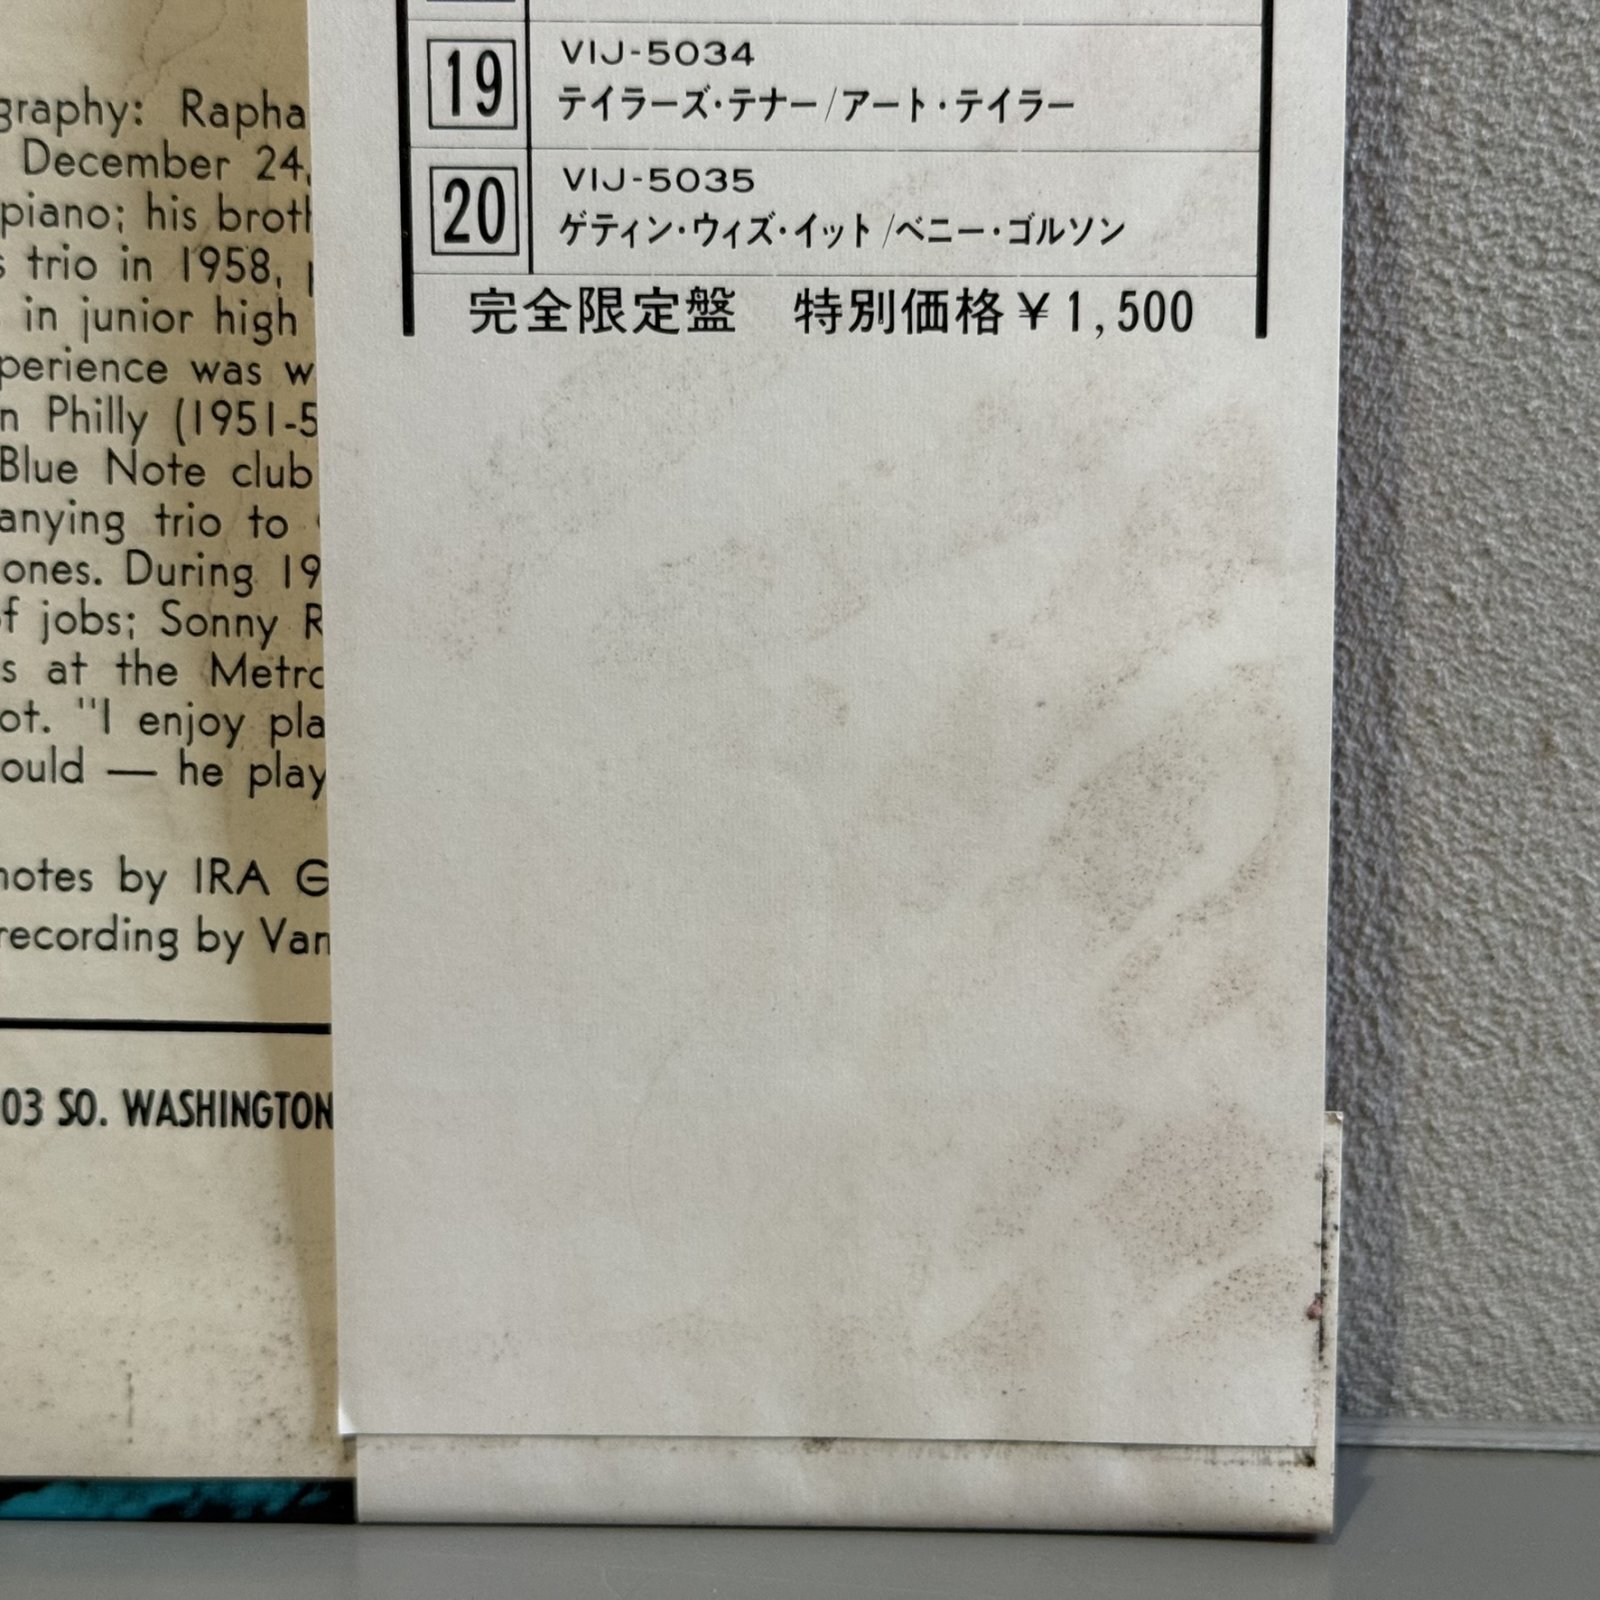 graphy: Rapha
December 24,
piano; his broth
s trio in 1958,
in junior high
perience was w
n Philly (1951-5
Blue Note club
anying trio to
ones. During 19
of jobs; Sonny R
s at the Metro
ot. "I enjoy pla
ould — he play
notes by IRA G
recording by Van
03 SO. WASHINGTON
19
VIJ-5034
テイラーズ・テナー/アート・テイラー
20
VIJ-5035
ゲティン・ウィズ・イット/ベニー・ゴルソン
完全限定盤 特別価格¥1,500